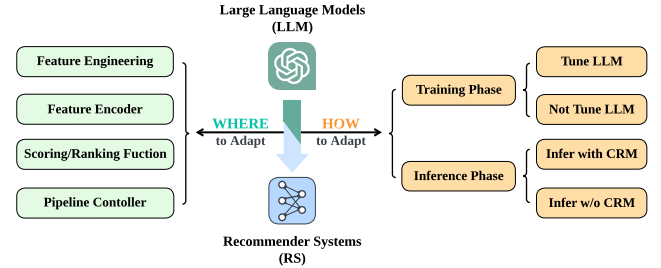 Large Language Models
(LLM)
Feature Engineering
Feature Encoder
Scoring/Ranking Fuction
Pipeline Contoller
WHERE
to Adapt
HOW
to Adapt
Training Phase
Inference Phase
Tune LLM
Not Tune LLM
Infer with CRM
Infer w/o CRM
Recommender Systems
(RS)